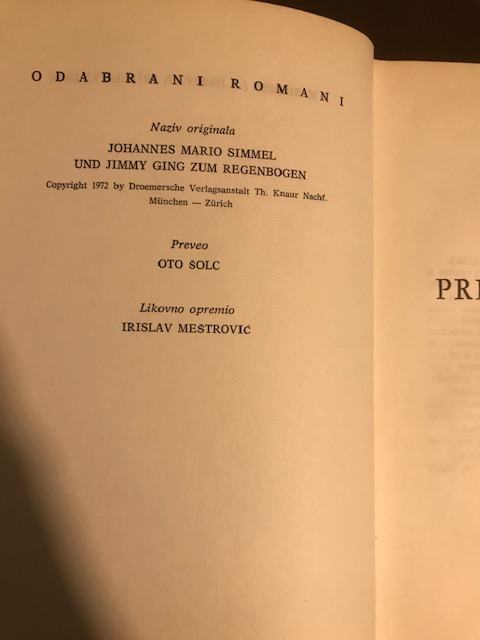 ODABRANI ROMANI
Naziv originala
JOHANNES MARIO SIMMEL
UND JIMMY GING ZUM REGENBOGEN
Copyright 1972 by Droemersche Verlagsanstalt Th. Knaur Nachf.
München — Zürich
Preveo
OTO ŠOLC
Likovno opremio
IRISLAV MEŠTROVIĆ
PRI